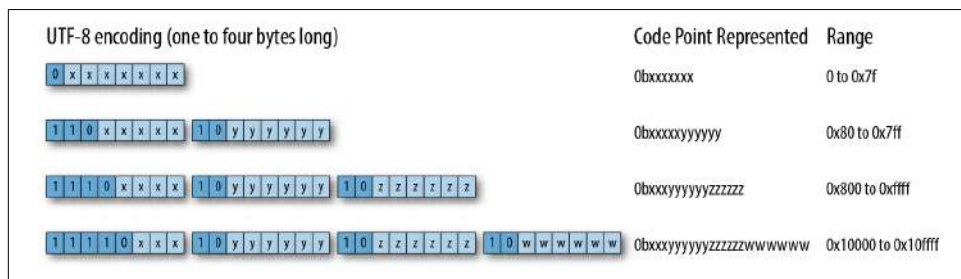 UTF-8 encoding (one to four bytes long) Code Point Represented Range
0 x x x x x x x 0bxxxxxxx 0 to 0x7f
1 1 0 x x x x x 1 0 y y y y y y 0bxxxxxyyyyyy 0x80 to 0x7ff
1 1 1 0 x x x x 1 0 y y y y y y 1 0 z z z z z z 0bxxxyyyyyyzzzzzz 0x800 to 0xffff
1 1 1 1 0 x x x 1 0 y y y y y y 1 0 z z z z z z 1 0 w w w w w w 0bxxxyyyyyyzzzzzzwwwwww 0x10000 to 0x10ffff